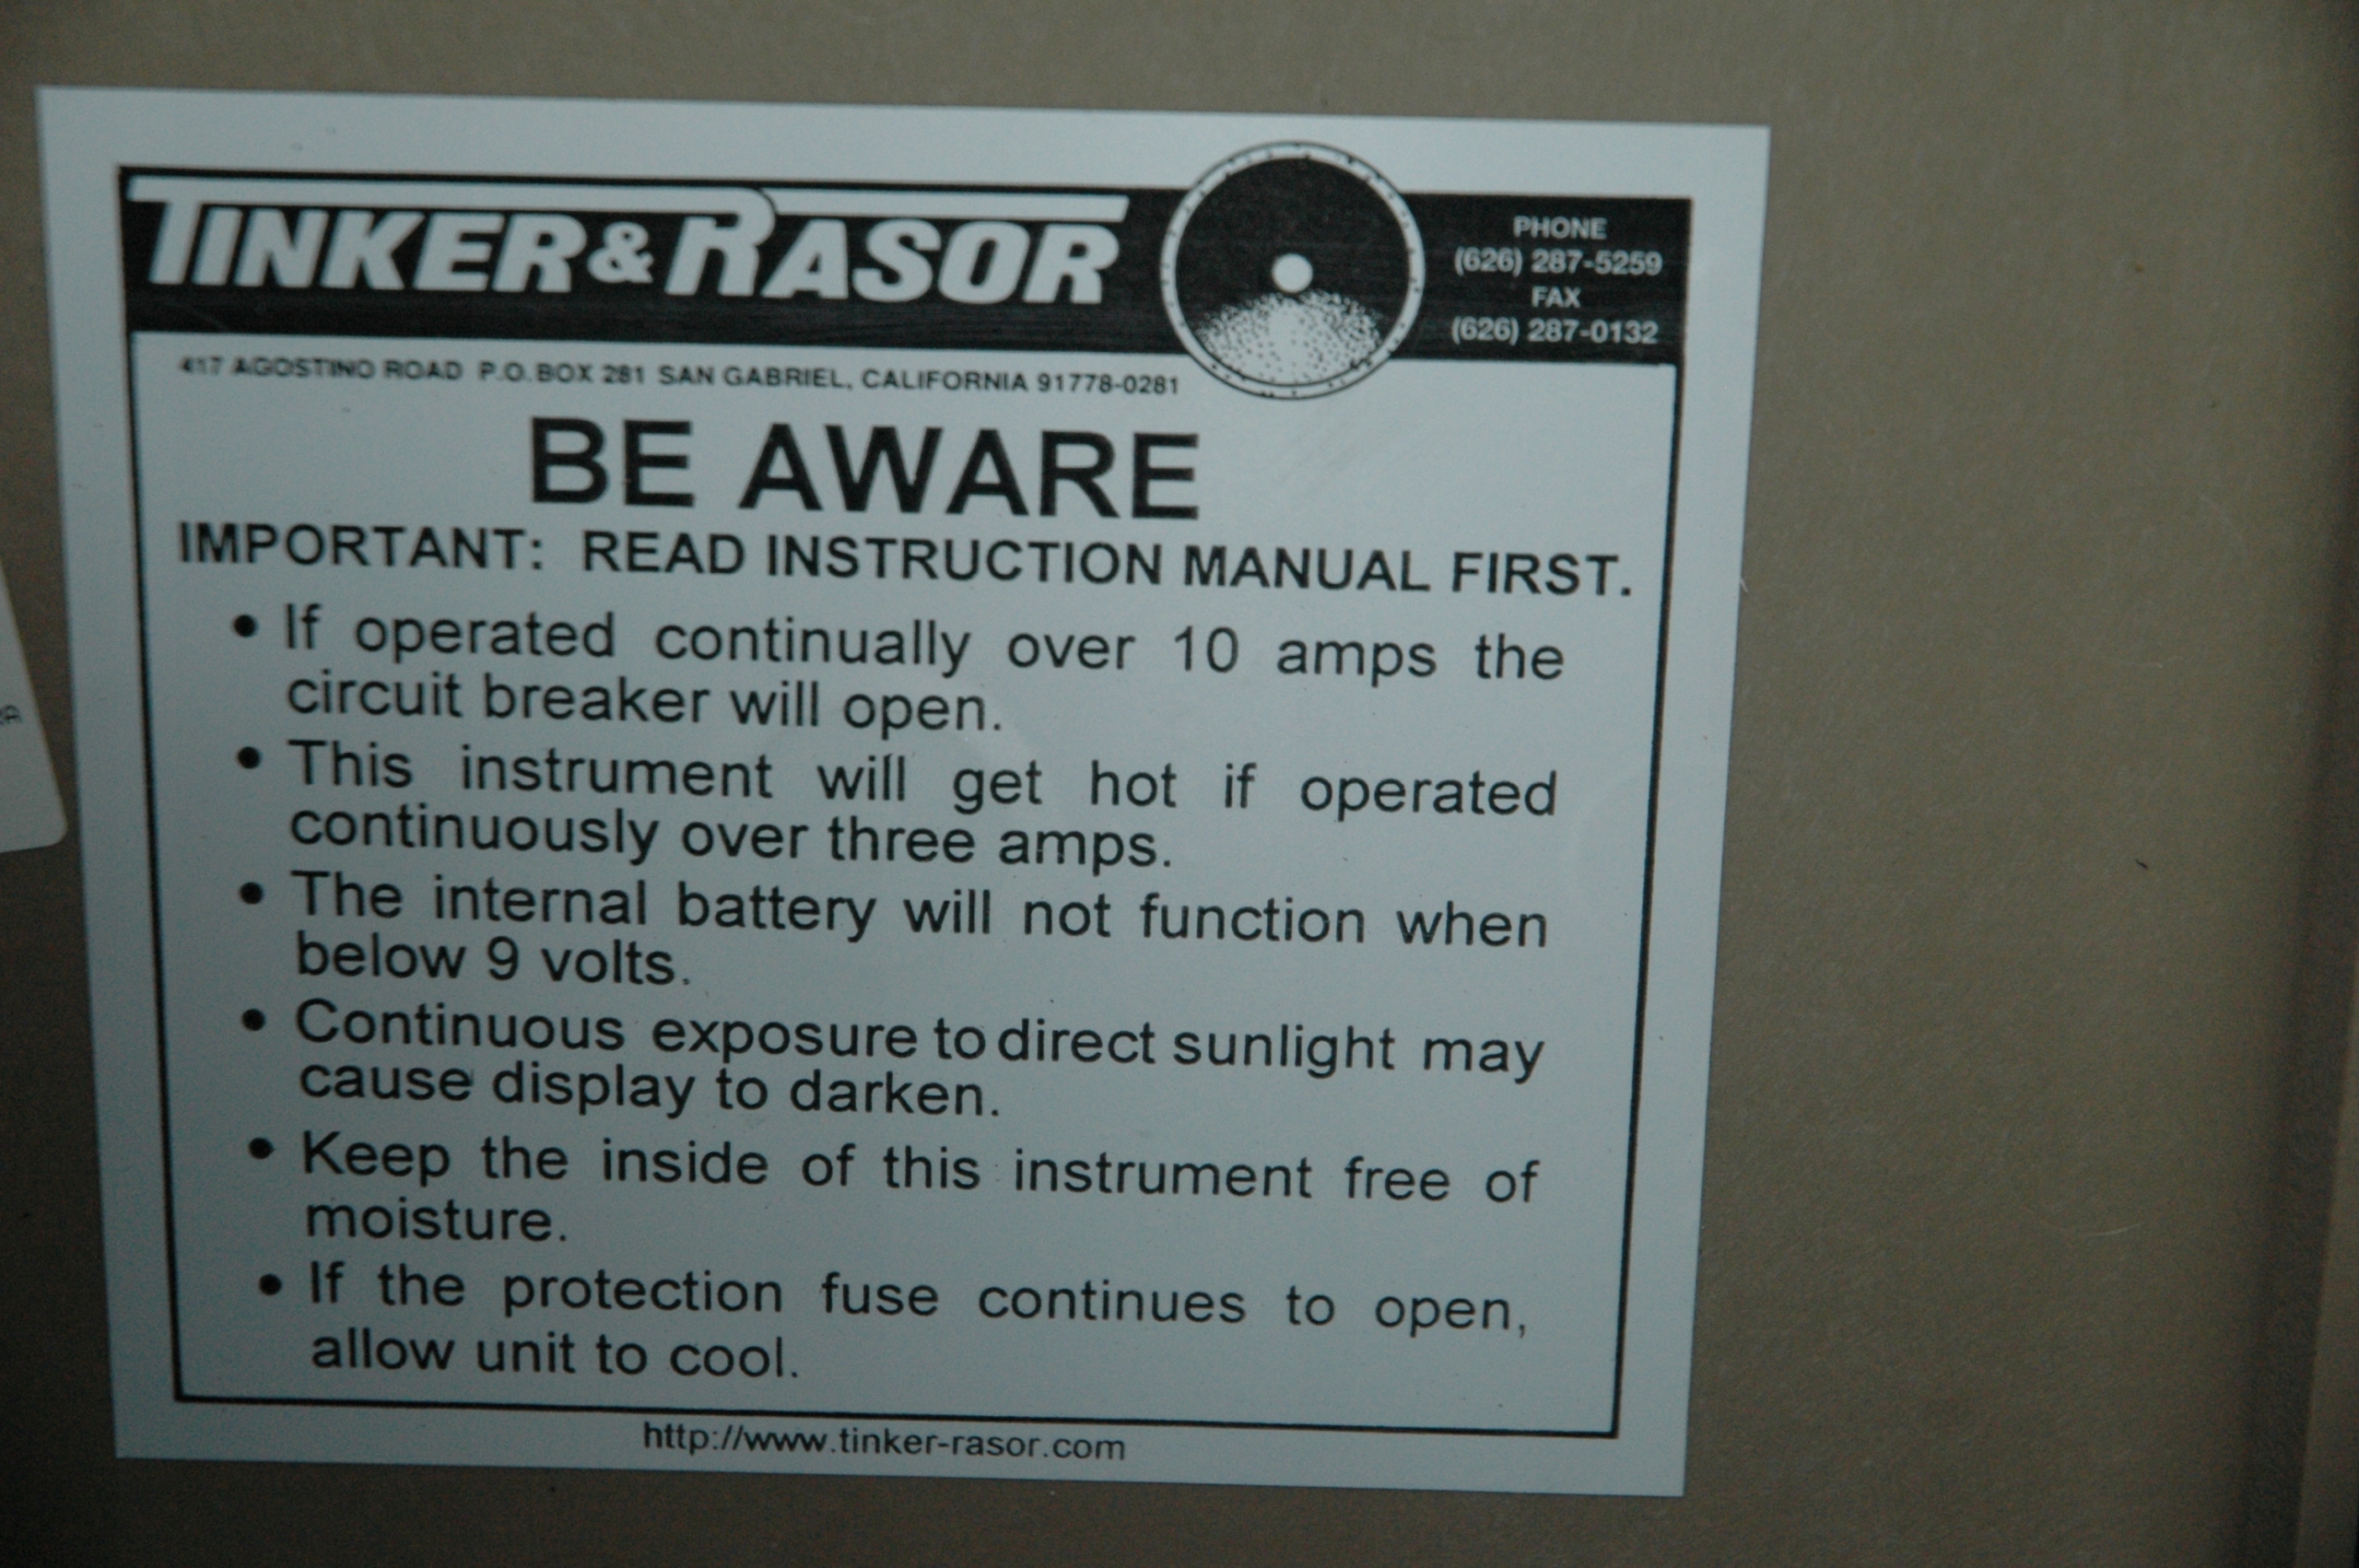 TINKER & RASOR
PHONE
(626) 287-5259
FAX
(626) 287-0132
417 AGOSTINO ROAD P.O. BOX 281 SAN GABRIEL, CALIFORNIA 91778-0281
BE AWARE
IMPORTANT: READ INSTRUCTION MANUAL FIRST.
• If operated continually over 10 amps the
circuit breaker will open.
• This instrument will get hot if operated
continuously over three amps.
• The internal battery will not function when
below 9 volts.
• Continuous exposure to direct sunlight may
cause display to darken.
• Keep the inside of this instrument free of
moisture.
• If the protection fuse continues to open,
allow unit to cool.
http://www.tinker-rasor.com